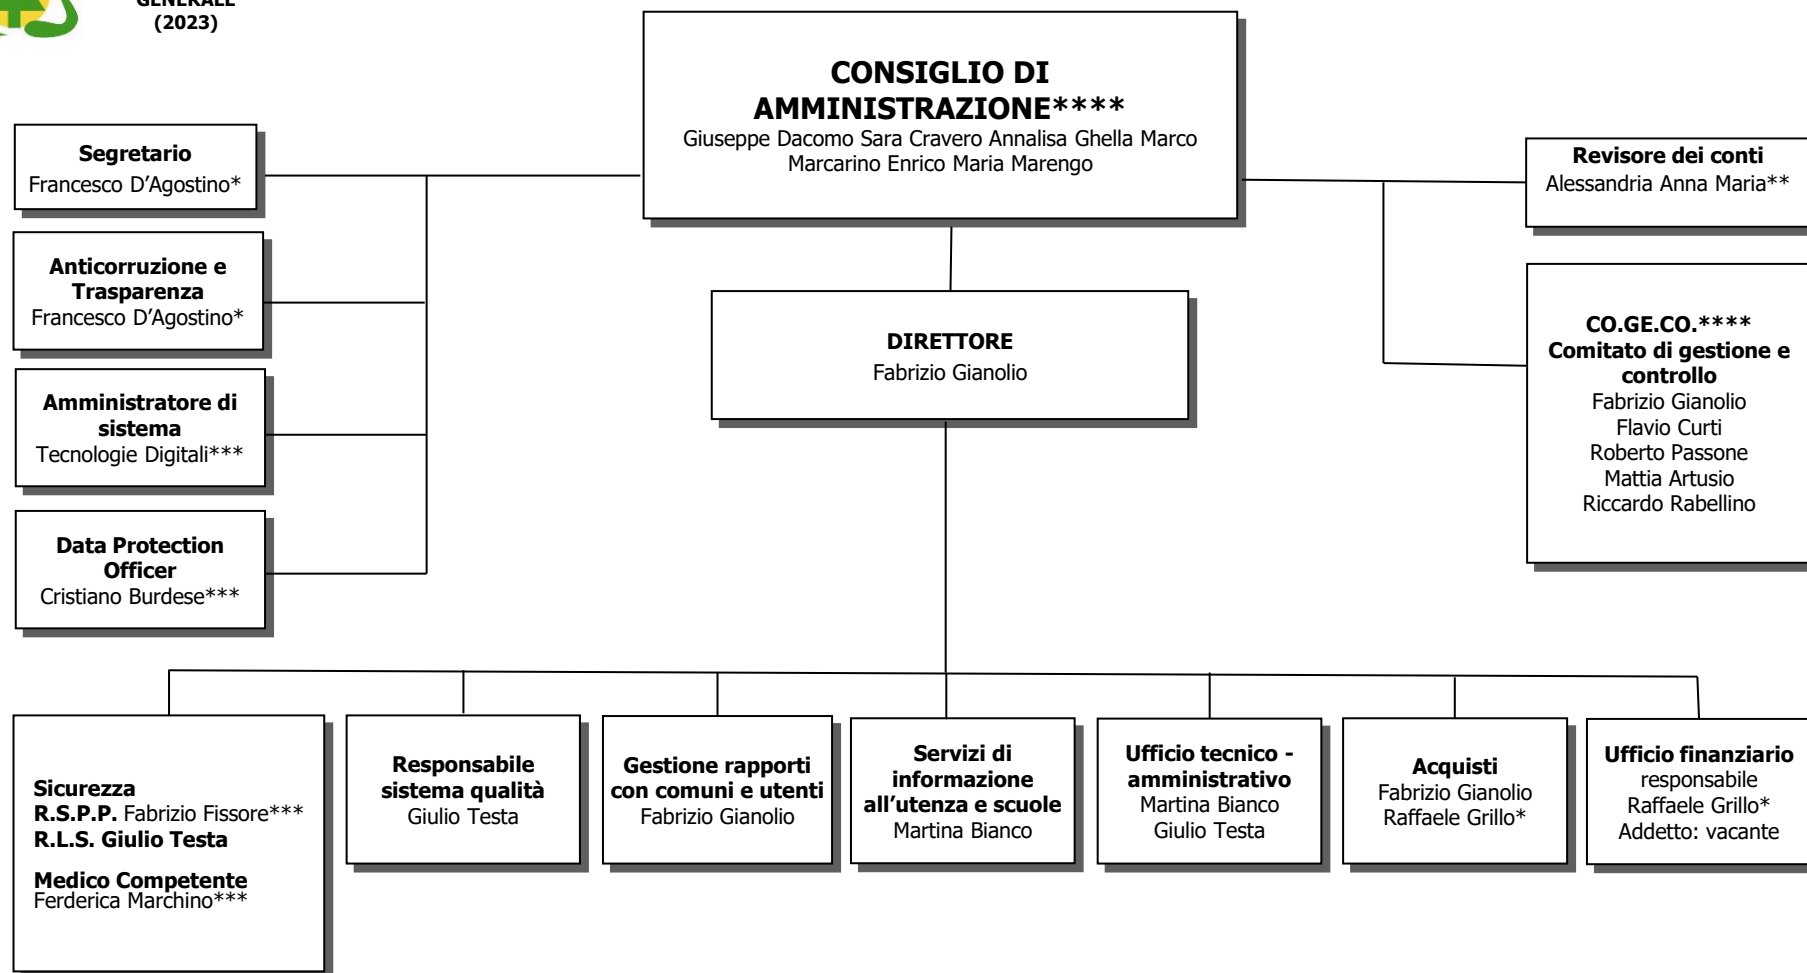 GENERALE
(2023)
CONSIGLIO DI
AMMINISTRAZIONE****
Giuseppe Dacomo Sara Cravero Annalisa Ghella Marco
Marcarino Enrico Maria Marengo
Segretario
Francesco D’Agostino*
Anticorruzione e
Trasparenza
Francesco D’Agostino*
Amministratore di
sistema
Tecnologie Digitali***
Data Protection
Officer
Cristiano Burdese***
Revisore dei conti
Alessandria Anna Maria**
CO.GE.CO.****
Comitato di gestione e
controllo
Fabrizio Gianolio
Flavio Curti
Roberto Passone
Mattia Artusio
Riccardo Rabellino
DIRETTORE
Fabrizio Gianolio
Sicurezza
R.S.P.P. Fabrizio Fissore***
R.L.S. Giulio Testa
Medico Competente
Ferderica Marchino***
Responsabile
sistema qualità
Giulio Testa
Gestione rapporti
con comuni e utenti
Fabrizio Gianolio
Servizi di
informazione
all’utenza e scuole
Martina Bianco
Ufficio tecnico -
amministrativo
Martina Bianco
Giulio Testa
Acquisti
Fabrizio Gianolio
Raffaele Grillo*
Ufficio finanziario
responsabile
Raffaele Grillo*
Addetto: vacante